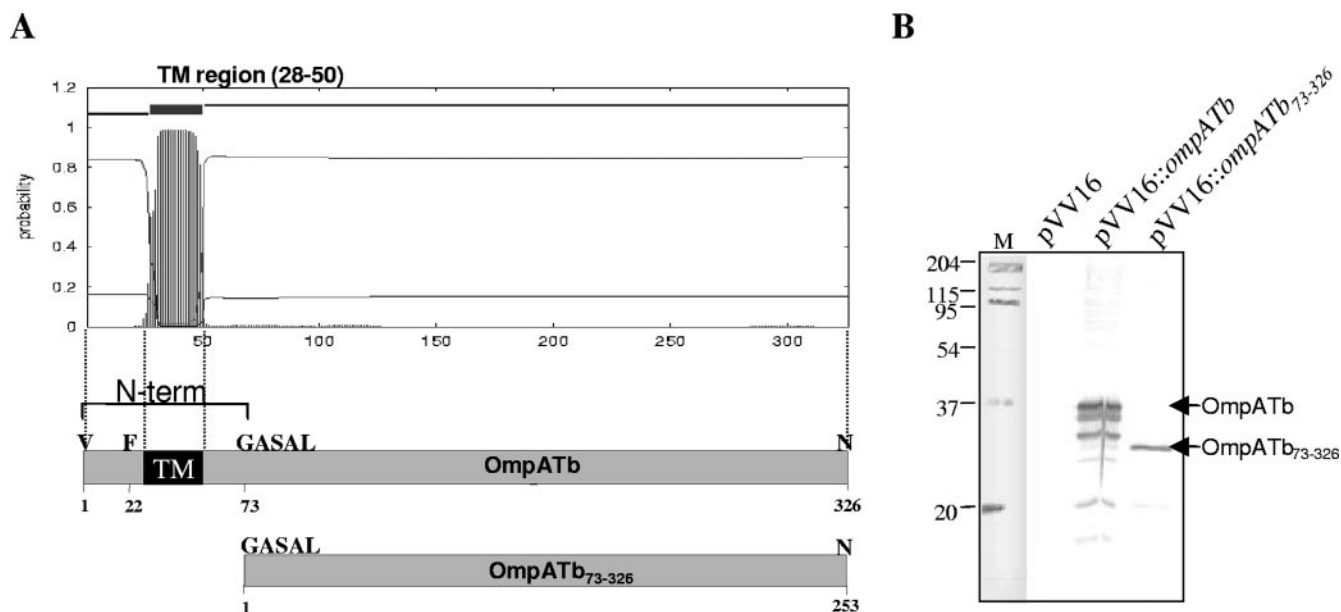 A
TM region (28-50)
1.2
1
0.8
0.6
0.4
0.2
0
probability
50
100
150
200
250
300
N-term
V F GASAL N
TM OmpATb
1 22 73 326
GASAL N
OmpATb73-326
1 253
B
M pVV16 pVV16::ompATb pVV16::ompATb73-326
204
115
95
54
37
20
OmpATb
OmpATb73-326